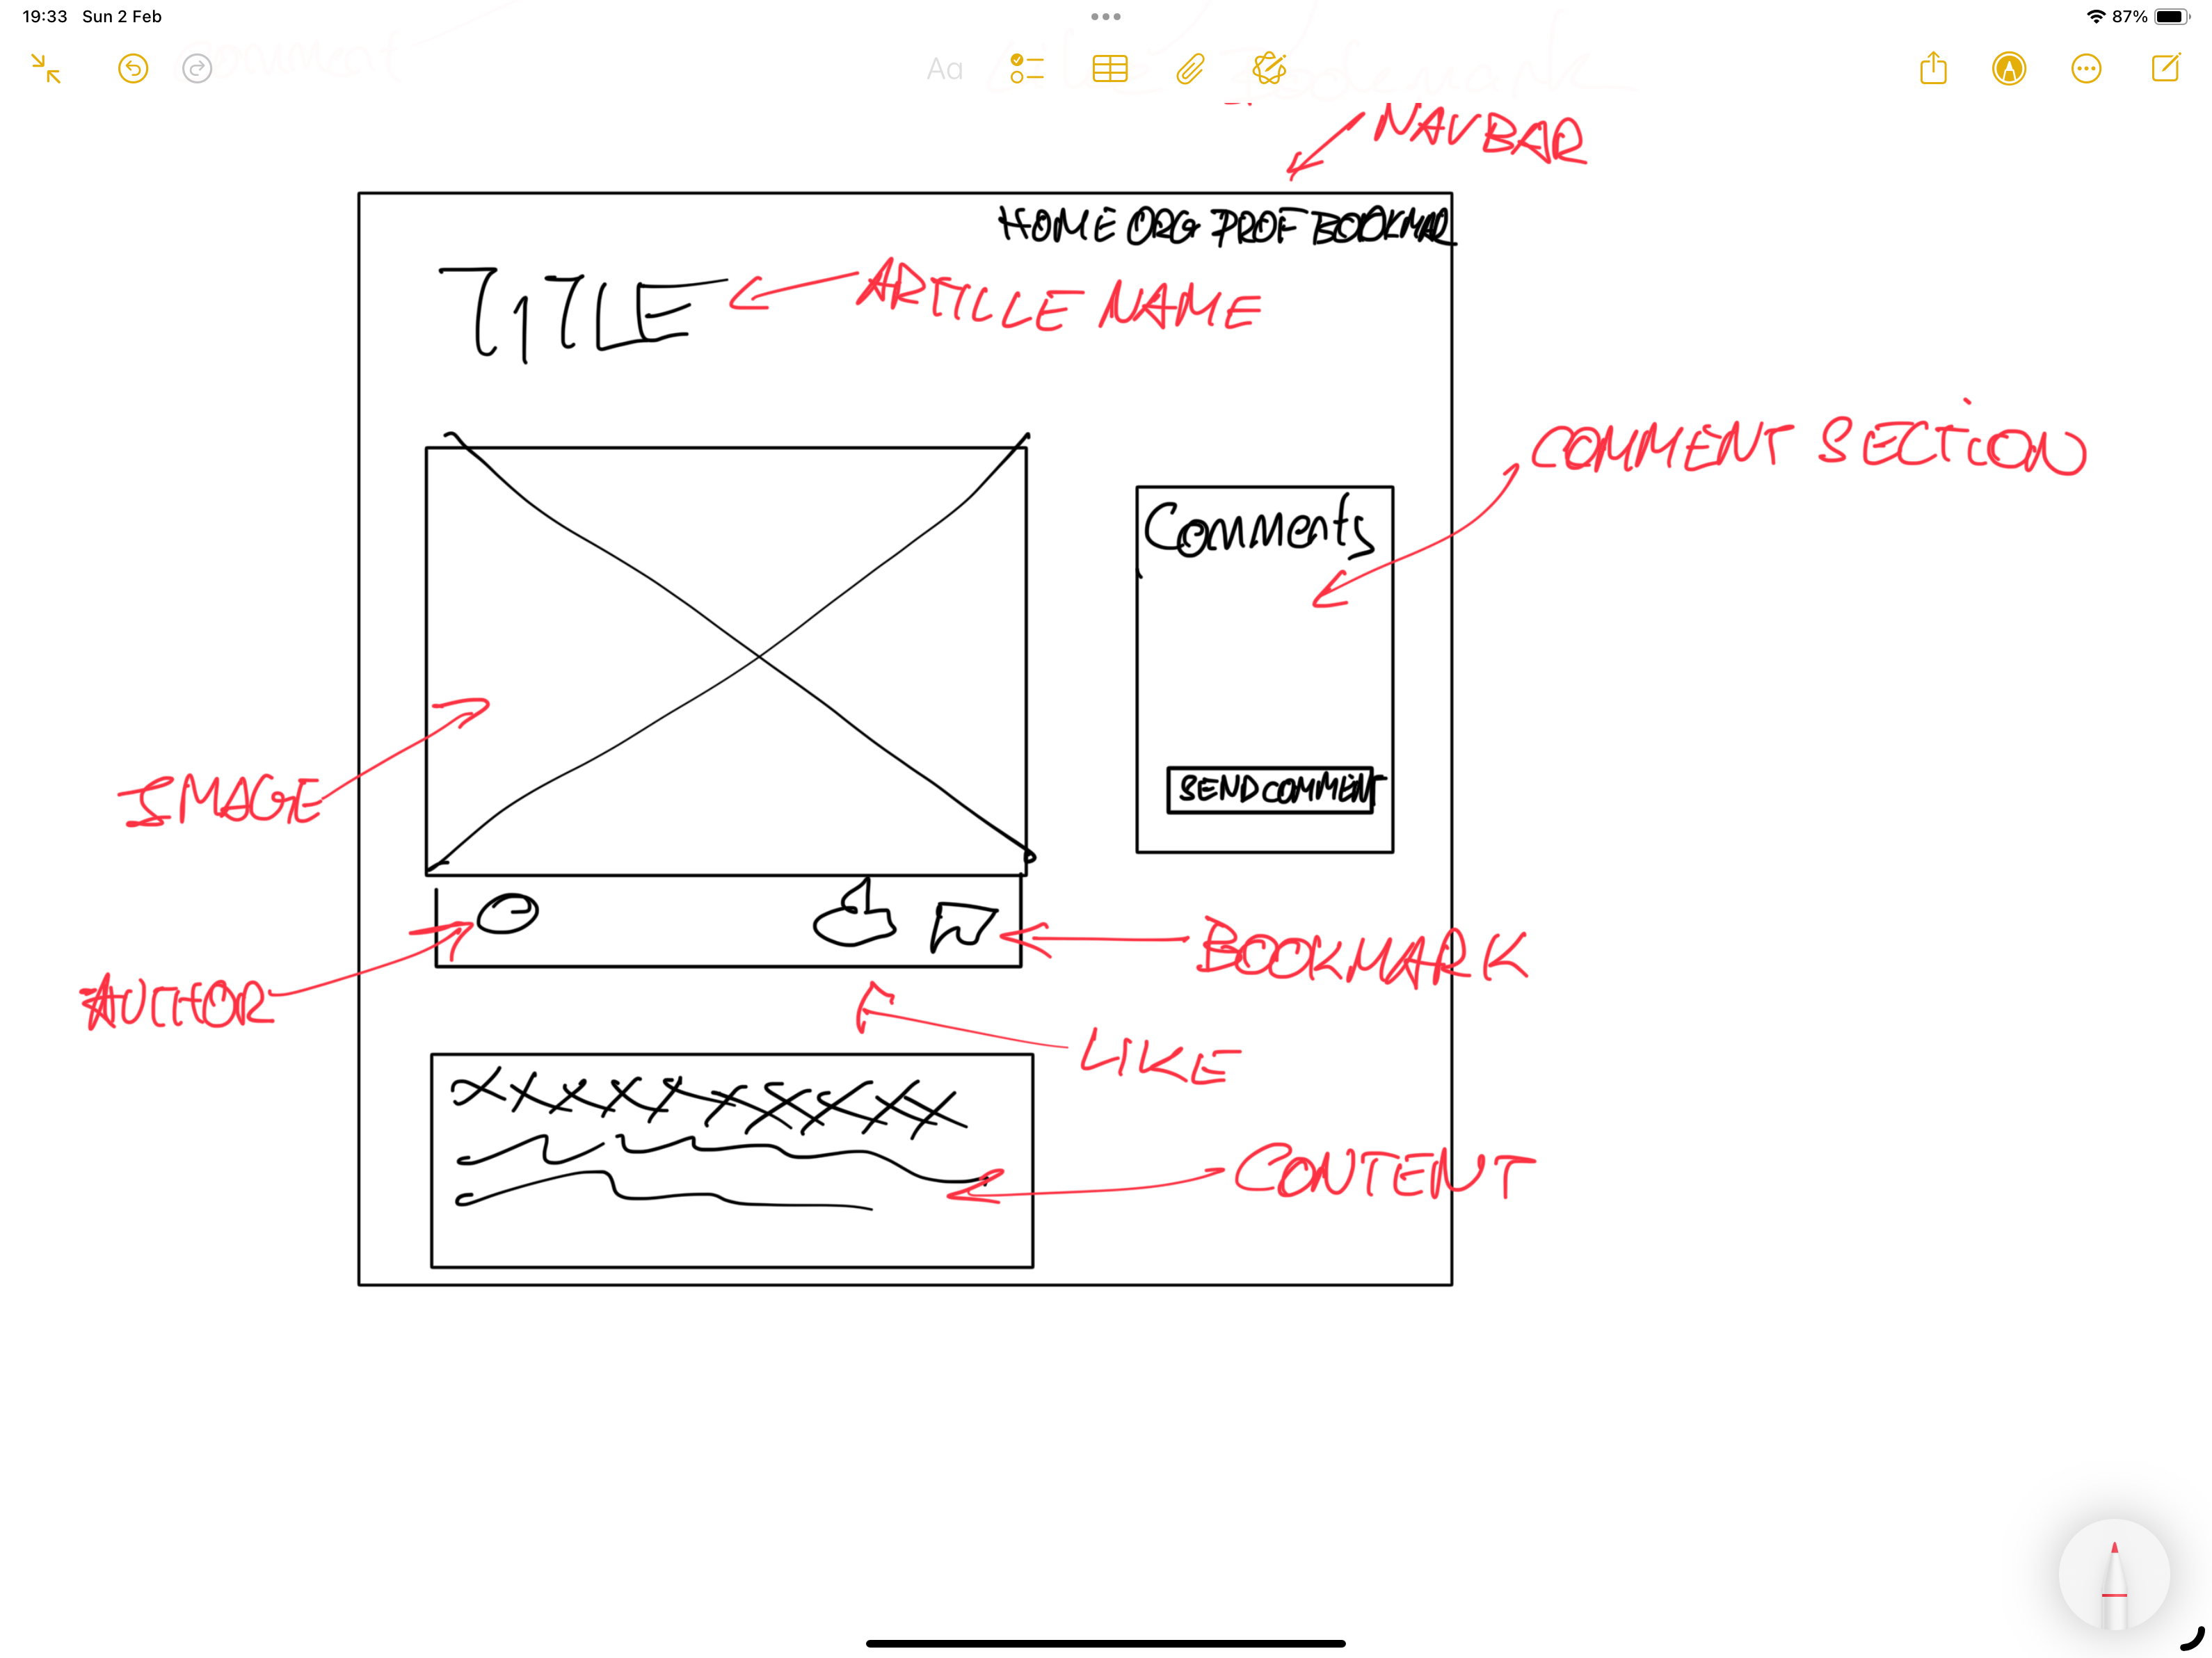 19:33 Sun 2 Feb
87%
Aa
NAVBAR
HOME ORG PROF BOOKMAR
TITLE
ARTICLE NAME
COMMENT SECTION
Comments
IMAGE
SEND COMMENT
AUTHOR
BOOKMARK
LIKE
CONTENT